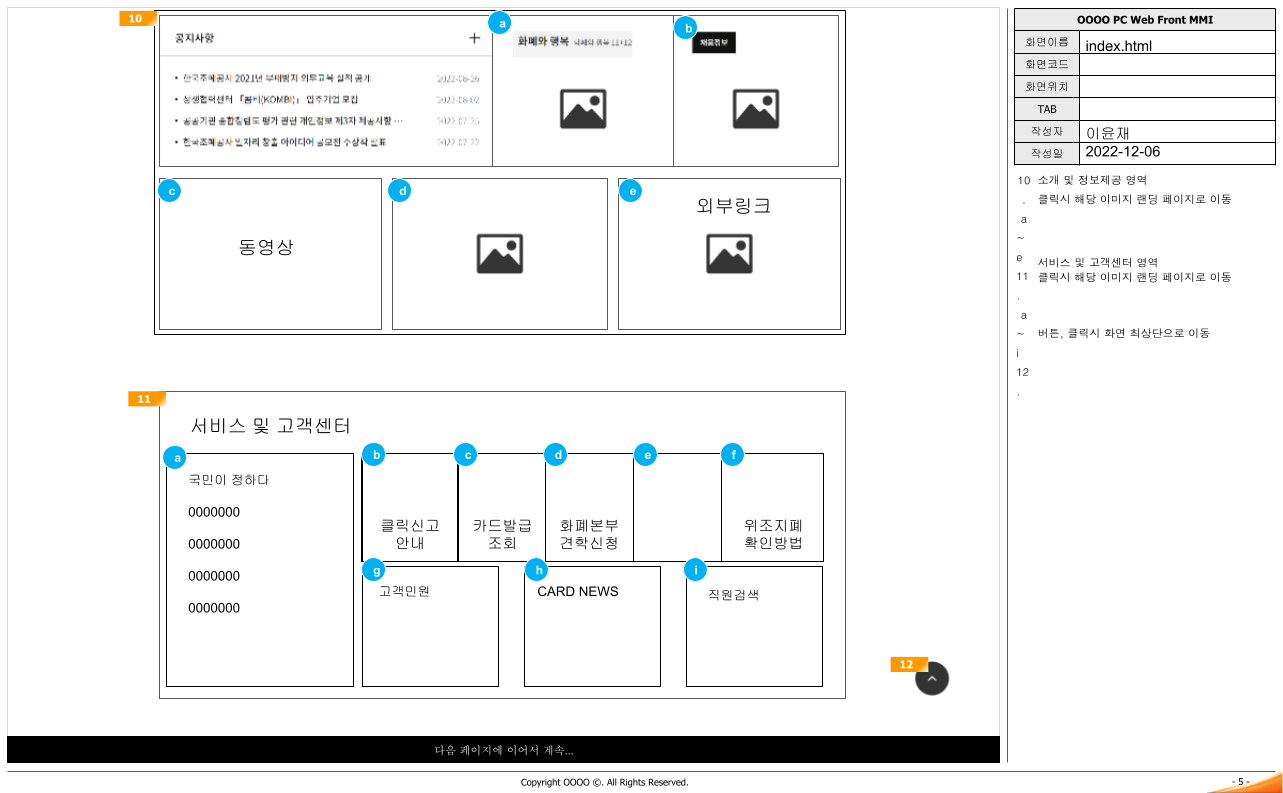 10
공지사항 +
• 한국조폐공사 2021년 부패방지 의무교육 실적 공개 2022-08-26
• 상생협력센터 「콤비(KOMBI)」 입주기업 모집 2022-08-02
• 공공기관 종합청렴도 평가 관련 개인정보 제3자 제공사항 ··· 2022-07-25
• 한국조폐공사 일자리 창출 아이디어 공모전 수상작 발표 2022-07-22
a
화폐와 행복 화폐와 행복 11+12
b
채용정보
c
동영상
d
e
외부링크
11
서비스 및 고객센터
a
국민이 정하다
0000000
0000000
0000000
0000000
b
클릭신고
안내
c
카드발급
조회
d
화폐본부
견학신청
e
f
위조지폐
확인방법
g
고객민원
h
CARD NEWS
i
직원검색
12
다음 페이지에 이어서 계속...
OOOO PC Web Front MMI
화면이름 index.html
화면코드
화면위치
TAB
작성자 이윤재
작성일 2022-12-06
10 소개 및 정보제공 영역
. 클릭시 해당 이미지 랜딩 페이지로 이동
a
~
e 서비스 및 고객센터 영역
11 클릭시 해당 이미지 랜딩 페이지로 이동
.
a
~ 버튼, 클릭시 화면 최상단으로 이동
i
12
.
Copyright OOOO ©. All Rights Reserved.
- 5 -